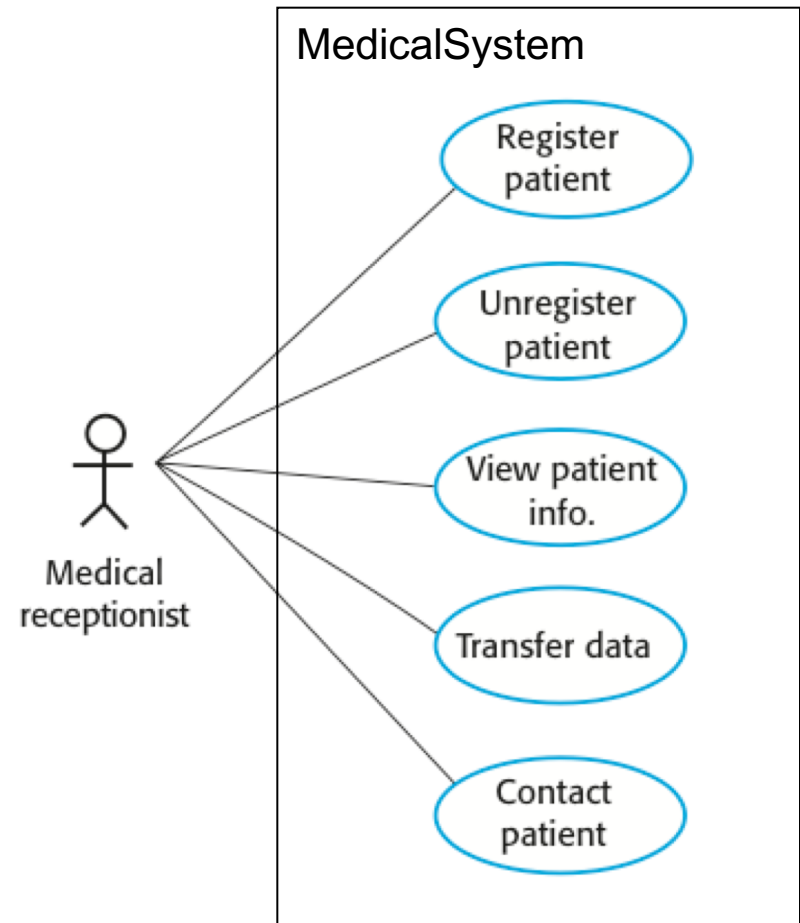 MedicalSystem
Register
patient
Unregister
patient
View patient
info.
Medical
receptionist
Transfer data
Contact
patient